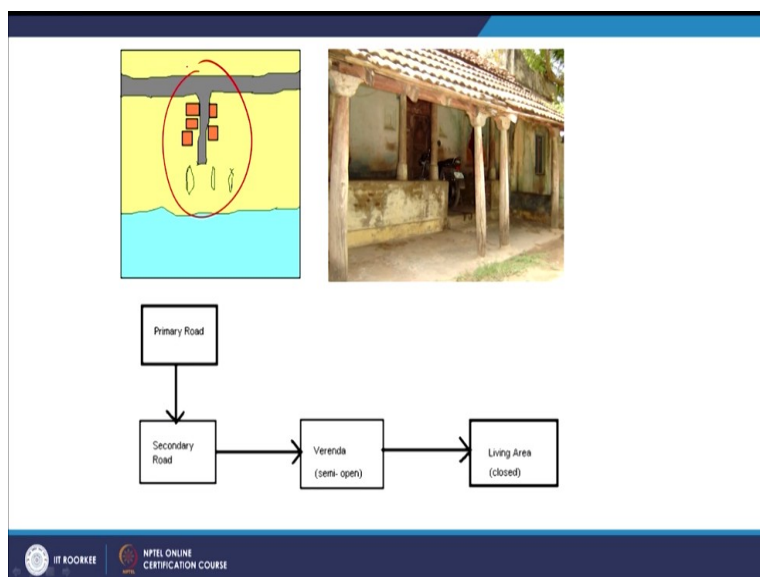 Primary Road
Secondary
Road
Verenda
(semi- open)
Living Area
(closed)
IIT ROORKEE
NPTEL ONLINE
CERTIFICATION COURSE